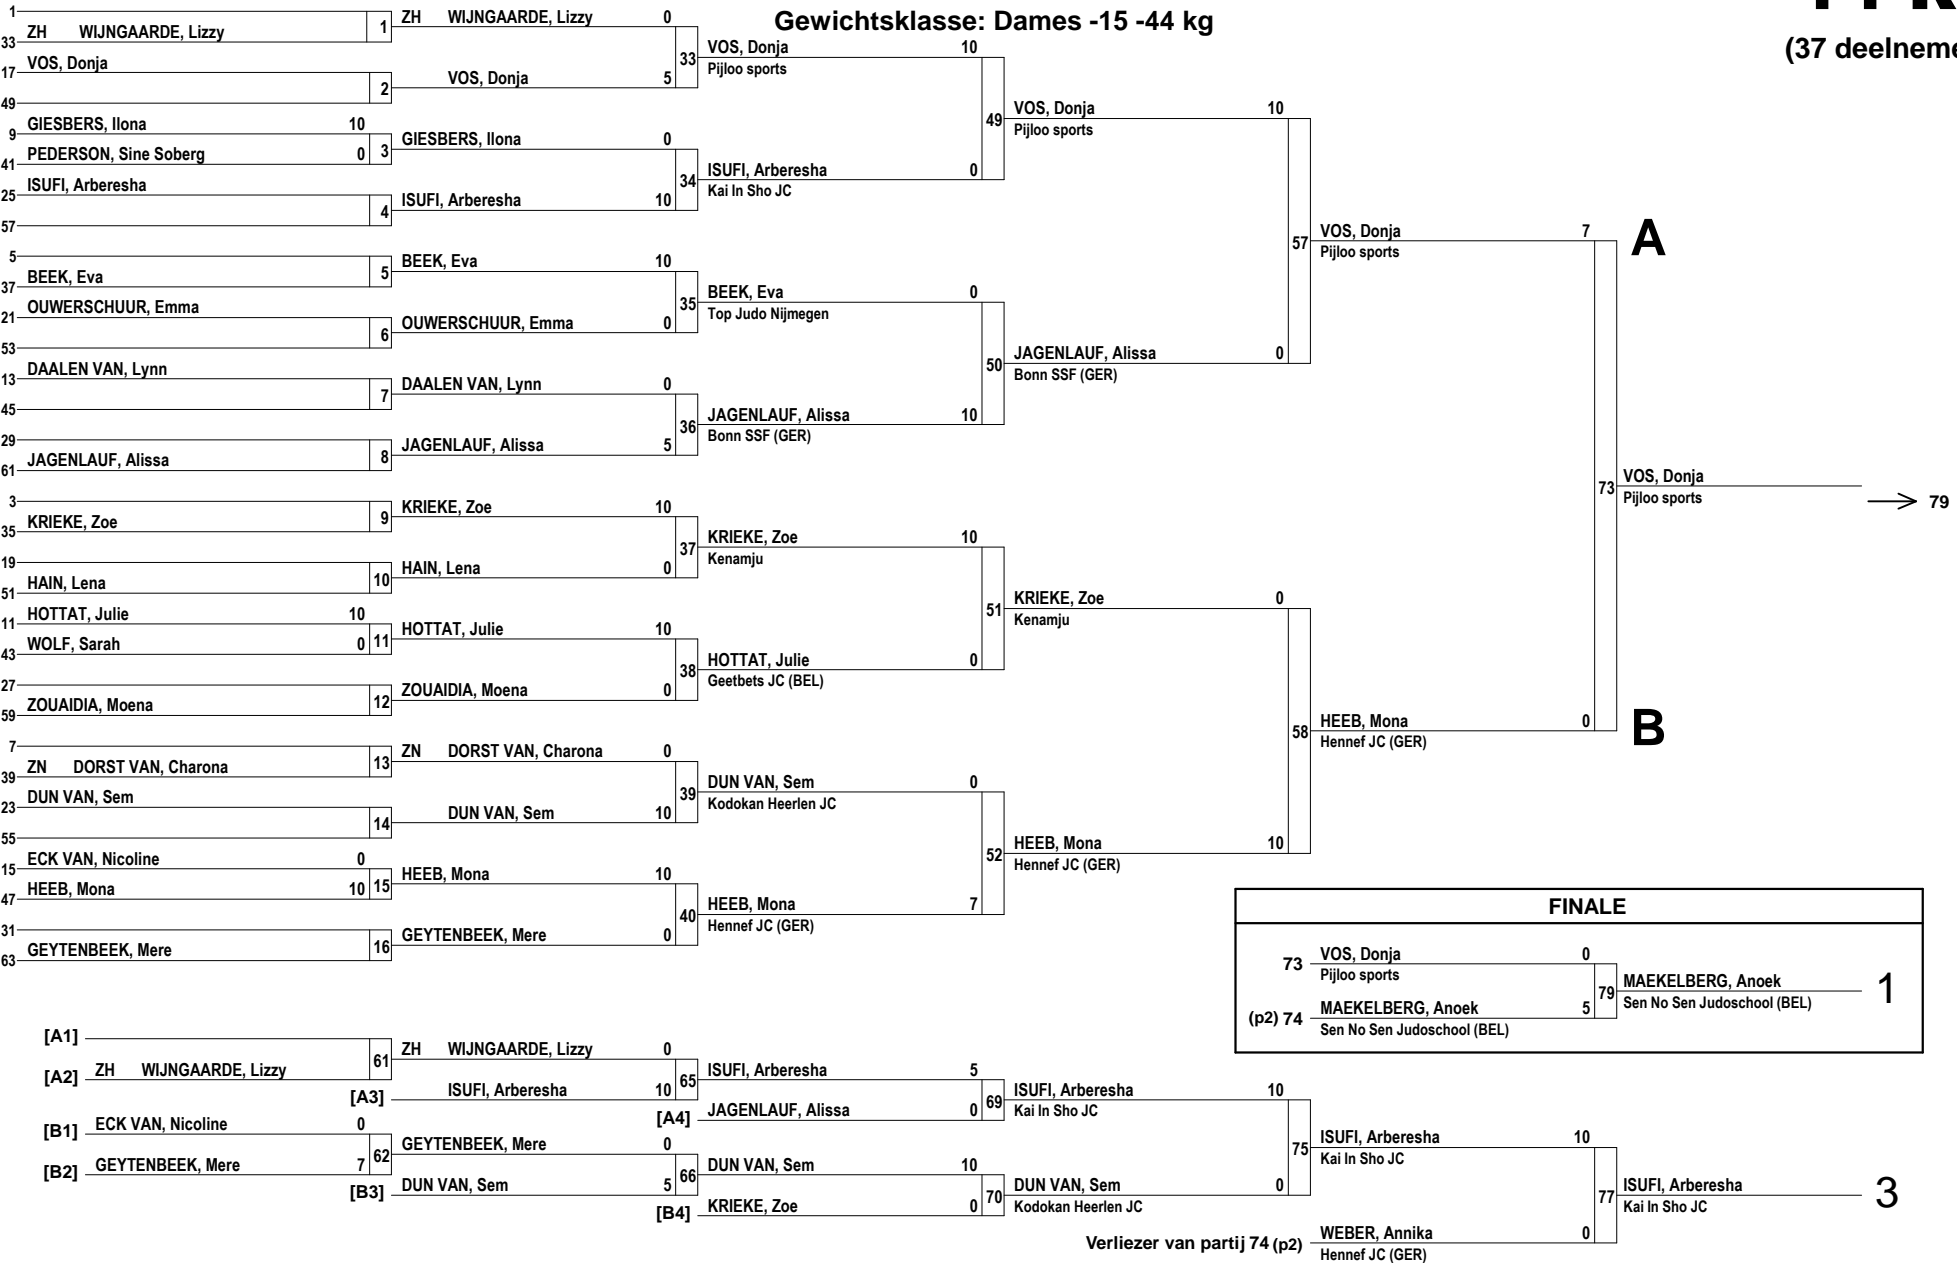 Gewichtsklasse: Dames -15 -44 kg
(37 deelneme
1
ZH WIJNGAARDE, Lizzy
33
1
VOS, Donja
17
49
2
GIESBERS, Ilona 10
9
PEDERSON, Sine Soberg 0
41
3
ISUFI, Arberesha
25
57
4
5
BEEK, Eva
37
5
OUWERSCHUUR, Emma
21
53
6
DAALEN VAN, Lynn
13
45
7
29
JAGENLAUF, Alissa
61
8
3
KRIEKE, Zoe
35
9
19
HAIN, Lena
51
10
HOTTAT, Julie 10
11
WOLF, Sarah 0
43
11
27
ZOUAIDIA, Moena
59
12
7
ZN DORST VAN, Charona
39
13
DUN VAN, Sem
23
55
14
ECK VAN, Nicoline 0
15
HEEB, Mona 10
47
15
31
GEYTENBEEK, Mere
63
16
ZH WIJNGAARDE, Lizzy 0
VOS, Donja 5
33
GIESBERS, Ilona 0
ISUFI, Arberesha 10
34
BEEK, Eva 10
OUWERSCHUUR, Emma 0
35
DAALEN VAN, Lynn 0
JAGENLAUF, Alissa 5
36
KRIEKE, Zoe 10
HAIN, Lena 0
37
HOTTAT, Julie 10
ZOUAIDIA, Moena 0
38
ZN DORST VAN, Charona 0
DUN VAN, Sem 10
39
HEEB, Mona 10
GEYTENBEEK, Mere 0
40
VOS, Donja 10
Pijloo sports
ISUFI, Arberesha 0
Kai In Sho JC
49
BEEK, Eva 0
Top Judo Nijmegen
JAGENLAUF, Alissa 10
Bonn SSF (GER)
50
KRIEKE, Zoe 10
Kenamju
HOTTAT, Julie 0
Geetbets JC (BEL)
51
DUN VAN, Sem 0
Kodokan Heerlen JC
HEEB, Mona 7
Hennef JC (GER)
52
VOS, Donja 10
Pijloo sports
JAGENLAUF, Alissa 0
Bonn SSF (GER)
57
KRIEKE, Zoe 0
Kenamju
HEEB, Mona 10
Hennef JC (GER)
58
VOS, Donja 7
Pijloo sports
A
HEEB, Mona 0
Hennef JC (GER)
B
73
VOS, Donja
Pijloo sports
79
FINALE
73
VOS, Donja 0
Pijloo sports
(p2) 74
MAEKELBERG, Anoek 5
Sen No Sen Judoschool (BEL)
79
MAEKELBERG, Anoek
Sen No Sen Judoschool (BEL)
1
[A1]
[A2] ZH WIJNGAARDE, Lizzy
61
[B1] ECK VAN, Nicoline 0
[B2] GEYTENBEEK, Mere 7
62
ZH WIJNGAARDE, Lizzy 0
[A3] ISUFI, Arberesha 10
65
GEYTENBEEK, Mere 0
[B3] DUN VAN, Sem 5
66
ISUFI, Arberesha 5
[A4] JAGENLAUF, Alissa 0
69
DUN VAN, Sem 10
[B4] KRIEKE, Zoe 0
70
ISUFI, Arberesha 10
Kai In Sho JC
DUN VAN, Sem 0
Kodokan Heerlen JC
75
ISUFI, Arberesha 10
Kai In Sho JC
Verliezer van partij 74 (p2) WEBER, Annika 0
Hennef JC (GER)
77
ISUFI, Arberesha
Kai In Sho JC
3